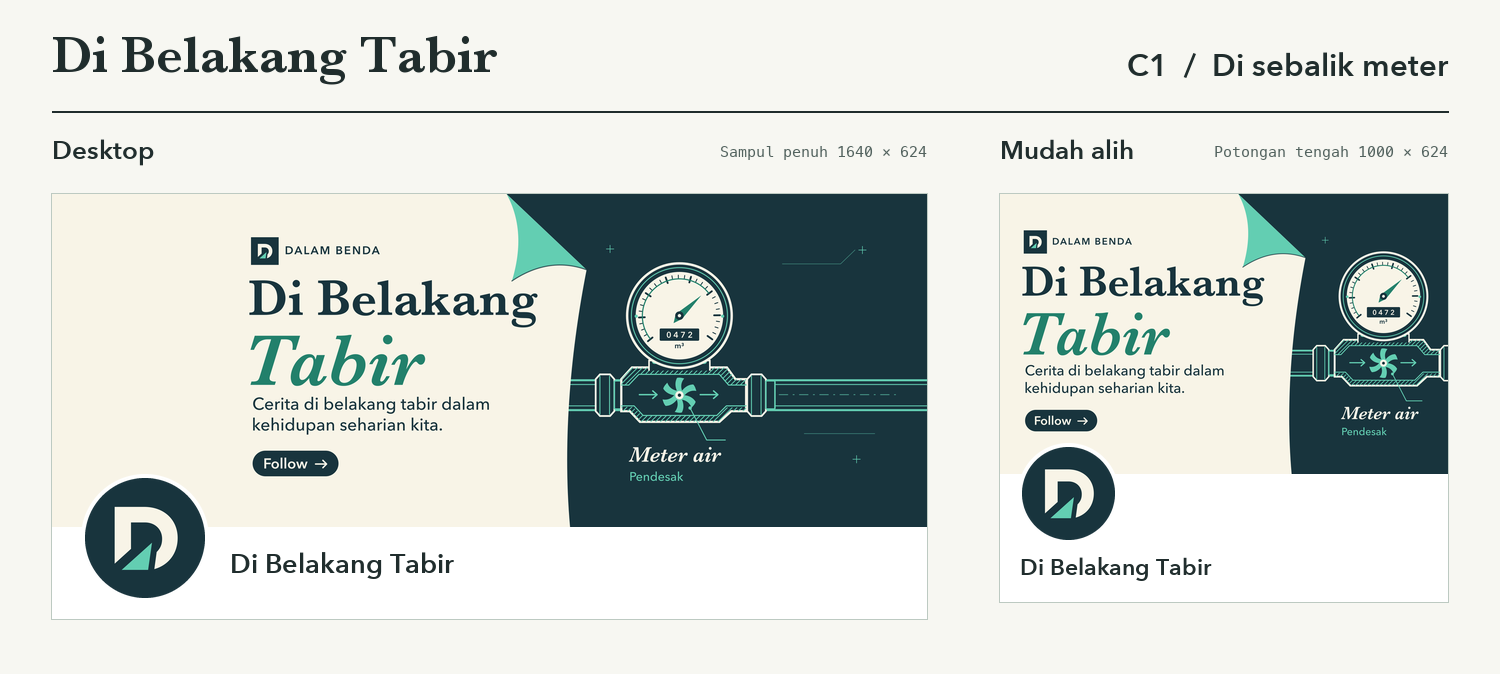 Di Belakang Tabir
C1 / Di sebalik meter
Desktop
Sampul penuh 1640 × 624
Mudah alih
Potongan tengah 1000 × 624
D DALAM BENDA
Di Belakang
Tabir
Cerita di belakang tabir dalam
kehidupan seharian kita.
Follow →
0472
m³
Meter air
Pendesak
D
Di Belakang Tabir
D DALAM BENDA
Di Belakang
Tabir
Cerita di belakang tabir dalam
kehidupan seharian kita.
Follow →
0472
m³
Meter air
Pendesak
D
Di Belakang Tabir